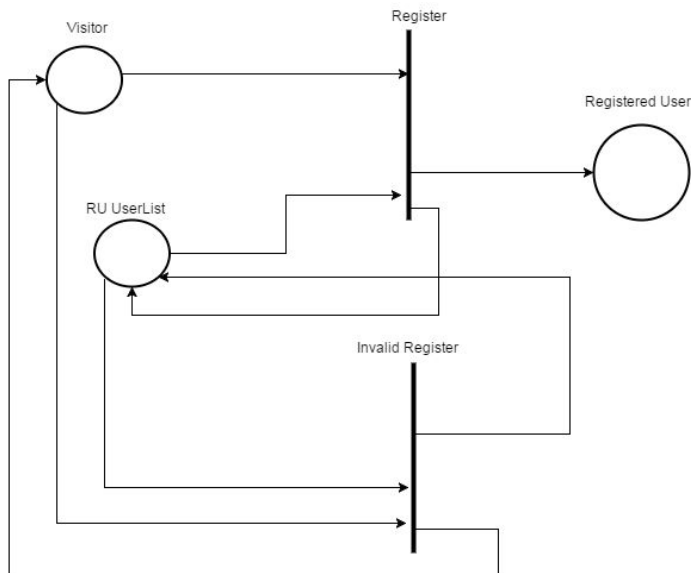 Register
Visitor
Registered User
RU UserList
Invalid Register